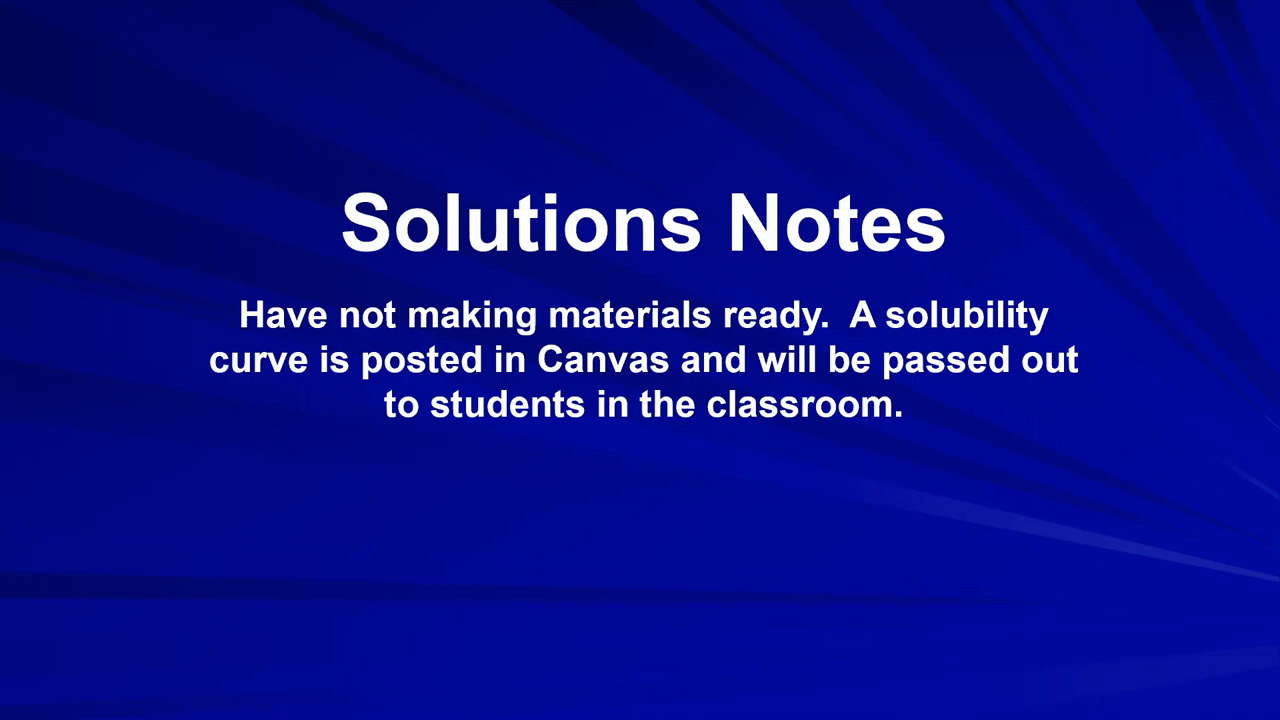 Solutions Notes
Have not making materials ready.  A solubility
curve is posted in Canvas and will be passed out
to students in the classroom.